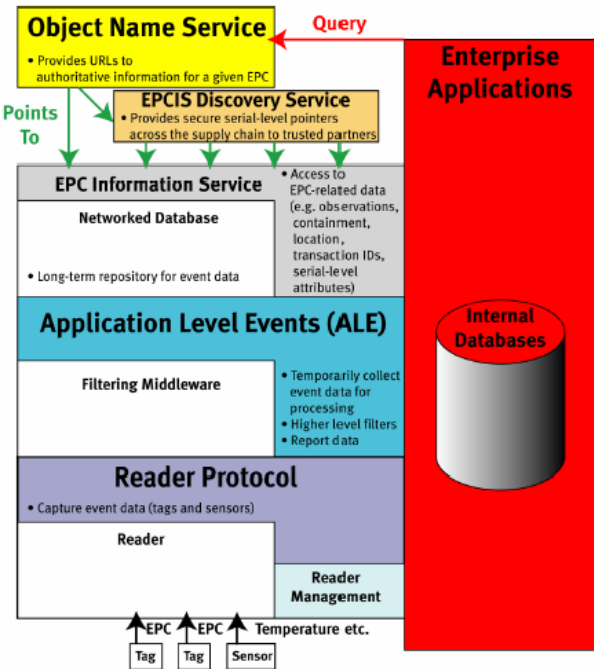 Object Name Service
• Provides URLs to
authoritative information for a given EPC
Query
Enterprise
Applications
Points
To
EPCIS Discovery Service
• Provides secure serial-level pointers
across the supply chain to trusted partners
EPC Information Service
• Access to
EPC-related data
(e.g. observations,
containment,
location,
transaction IDs,
serial-level
attributes)
Networked Database
• Long-term repository for event data
Application Level Events (ALE)
Internal
Databases
Filtering Middleware
• Temporarily collect
event data for
processing
• Higher level filters
• Report data
Reader Protocol
• Capture event data (tags and sensors)
Reader
Reader
Management
EPC
EPC
Temperature etc.
Tag
Tag
Sensor